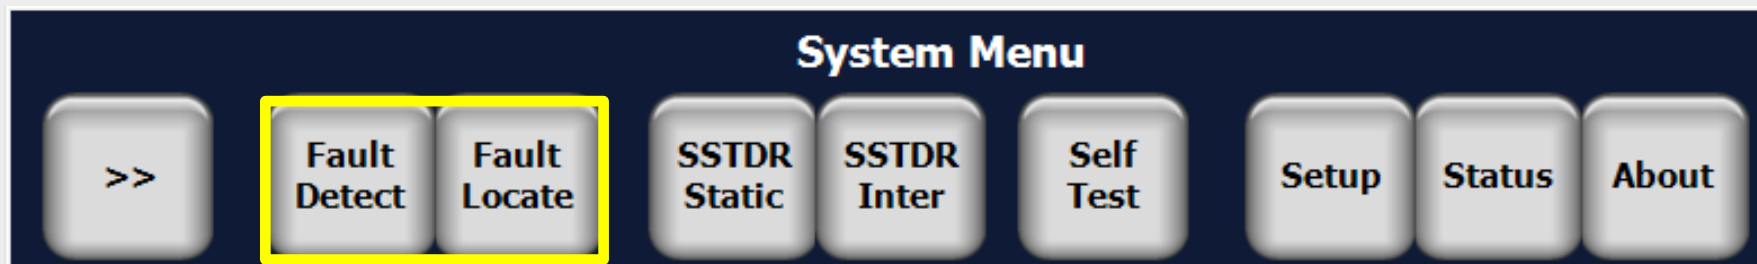 System Menu
>>
Fault
Detect
Fault
Locate
SSTDR
Static
SSTDR
Inter
Self
Test
Setup
Status
About